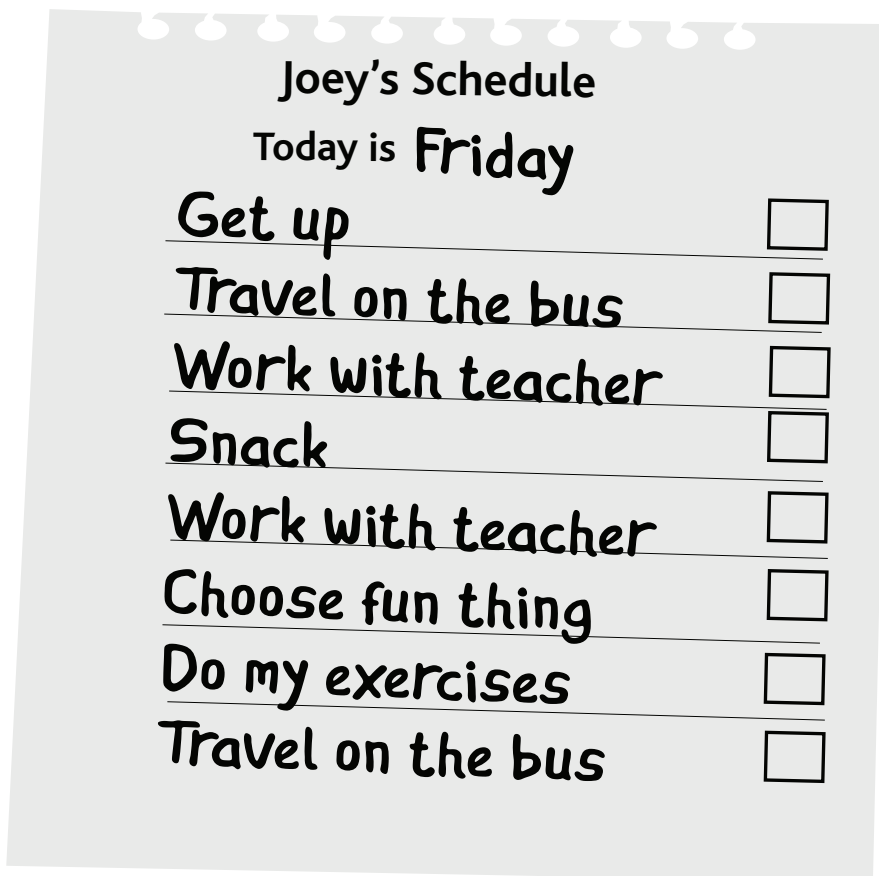 Joey’s Schedule
Today is Friday
Get up
Travel on the bus
Work with teacher
Snack
Work with teacher
Choose fun thing
Do my exercises
Travel on the bus